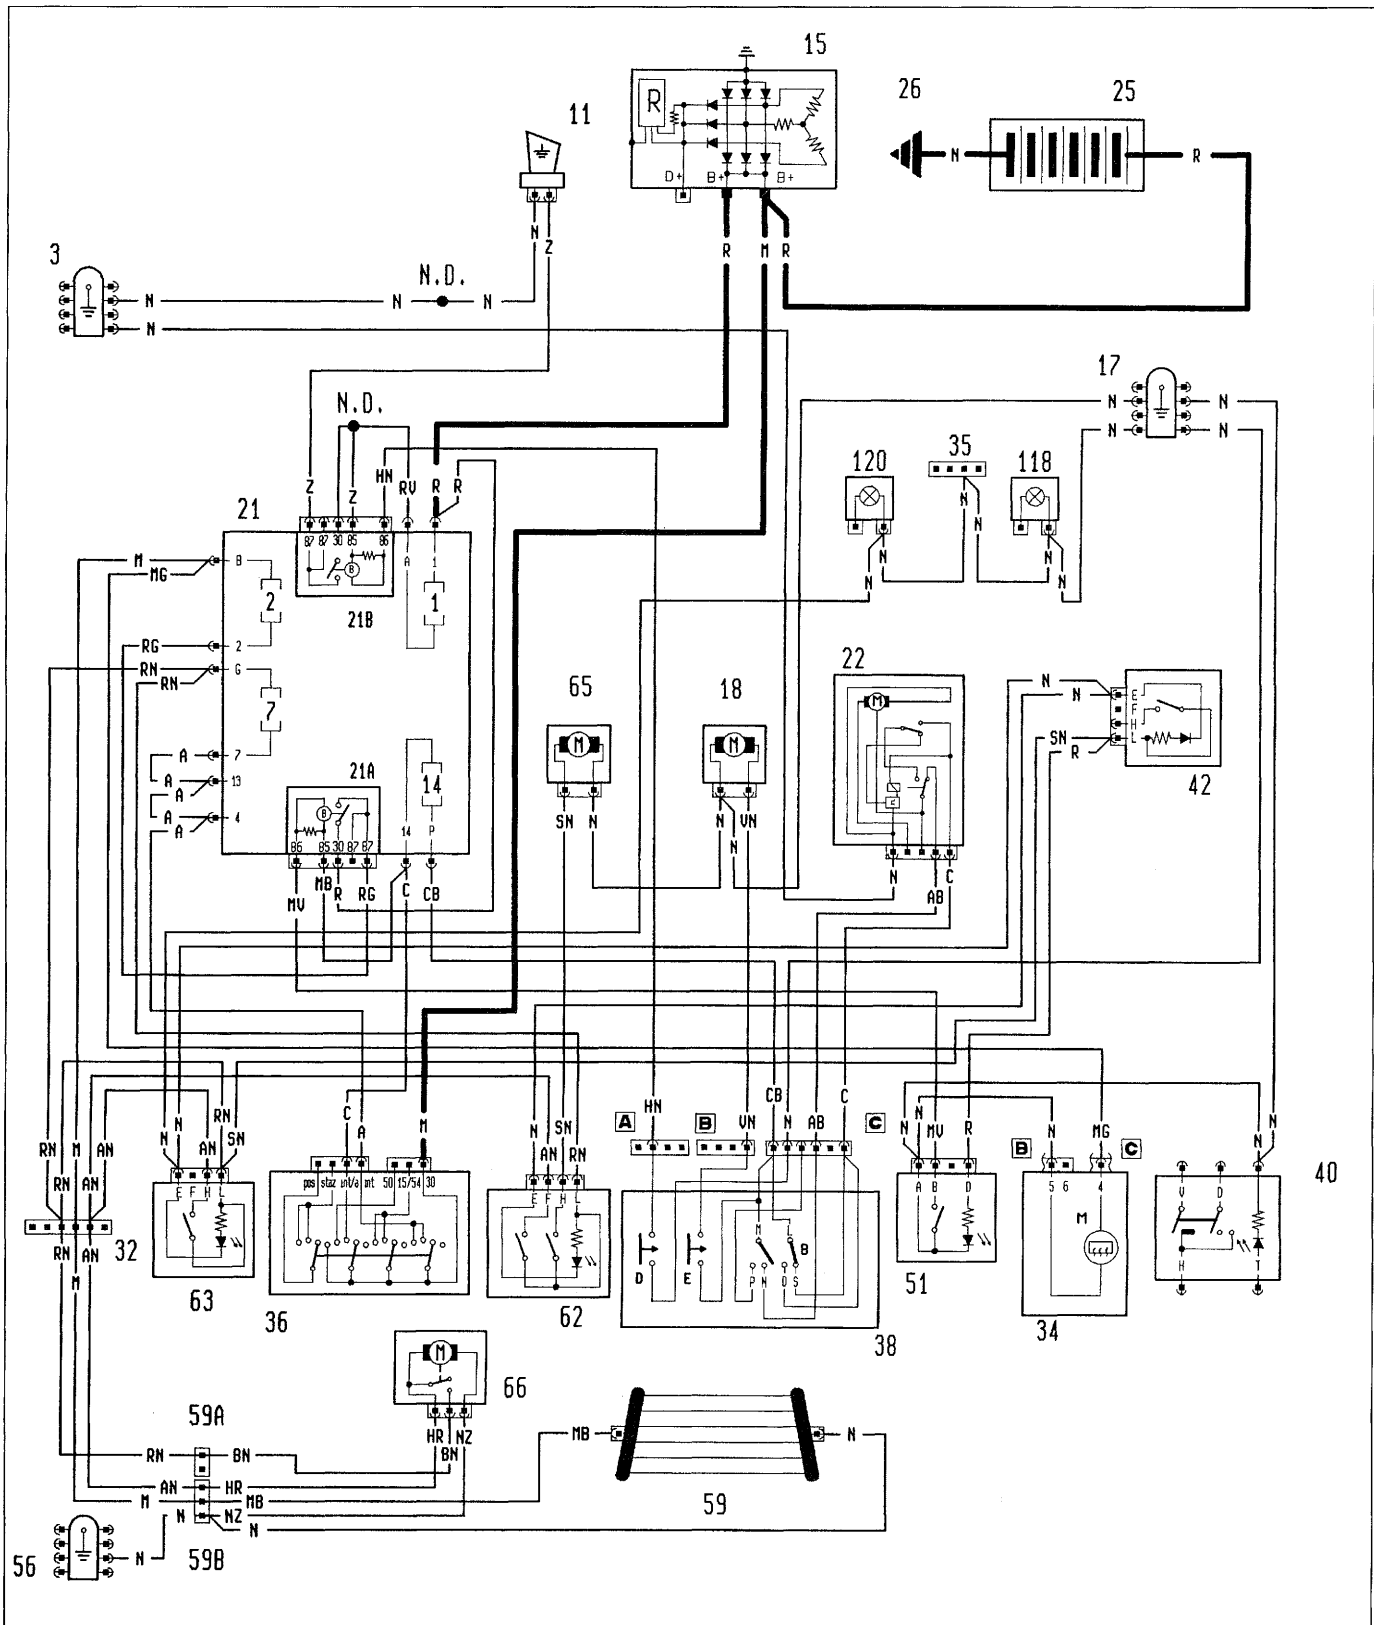 15
26
25
11
R
D+
B+
B+
N
R
N
Z
R
M
R
3
N.D.
N
N
N
N
17
N.D.
N
N
N
N
120
35
118
HN
Z
Z
RV
R
R
N
N
21
87
87
30
85
86
A
1
B
M
MG
B
2
1
N
N
N
N
21B
RG
2
RN
G
RN
7
22
65
18
M
M
M
N
N
E
F
H
L
SN
R
42
A
7
A
13
A
A
4
A
21A
14
B
86
85
30
87
87
14
P
MV
MB
R
RG
C
CB
SN
N
N
VN
N
N
AB
C
C
A
M
N
AN
SN
RN
A
HN
B
VN
CB
N
AB
C
C
N
N
MV
R
B
N
MG
C
N
N
RN
RN
M
AN
AN
N
N
AN
RN
SN
E
F
H
L
pos
staz
int/a
int
50
15/54
30
E
F
H
L
D
E
M
B
P
N
O
S
A
B
D
5
6
4
M
V
D
H
T
40
32
RN
AN
M
63
36
62
38
51
34
66
M
HR
BN
NZ
59A
RN
BN
AN
HR
M
MB
N
NZ
N
59B
56
N
MB
N
59